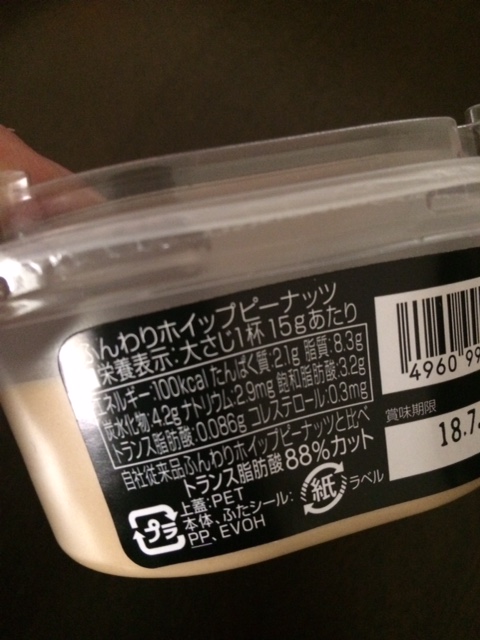 ふんわりホイップピーナッツ
栄養表示:大さじ1杯 15gあたり
エネルギー:100kcal たんぱく質:2.1g 脂質:8.3g
炭水化物:4.2g ナトリウム:2.9mg 飽和脂肪酸:3.2g
トランス脂肪酸:0.086g コレステロール:0.3mg
自社従来品ふんわりホイップピーナッツと比べ
トランス脂肪酸88%カット
プラ
上蓋:PET
本体、ふたシール:
PP、EVOH
紙
ラベル
4960 99
賞味期限
18.7.